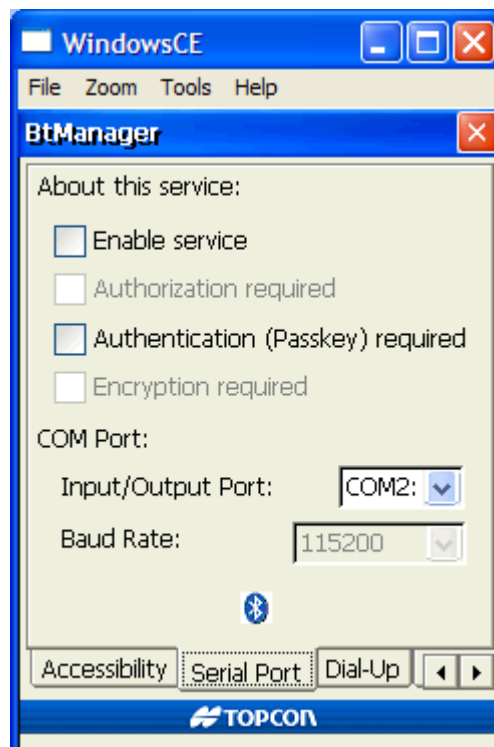 WindowsCE
File Zoom Tools Help
BtManager
About this service:
Enable service
Authorization required
Authentication (Passkey) required
Encryption required
COM Port:
Input/Output Port: COM2:
Baud Rate: 115200
Accessibility Serial Port Dial-Up
TOPCON